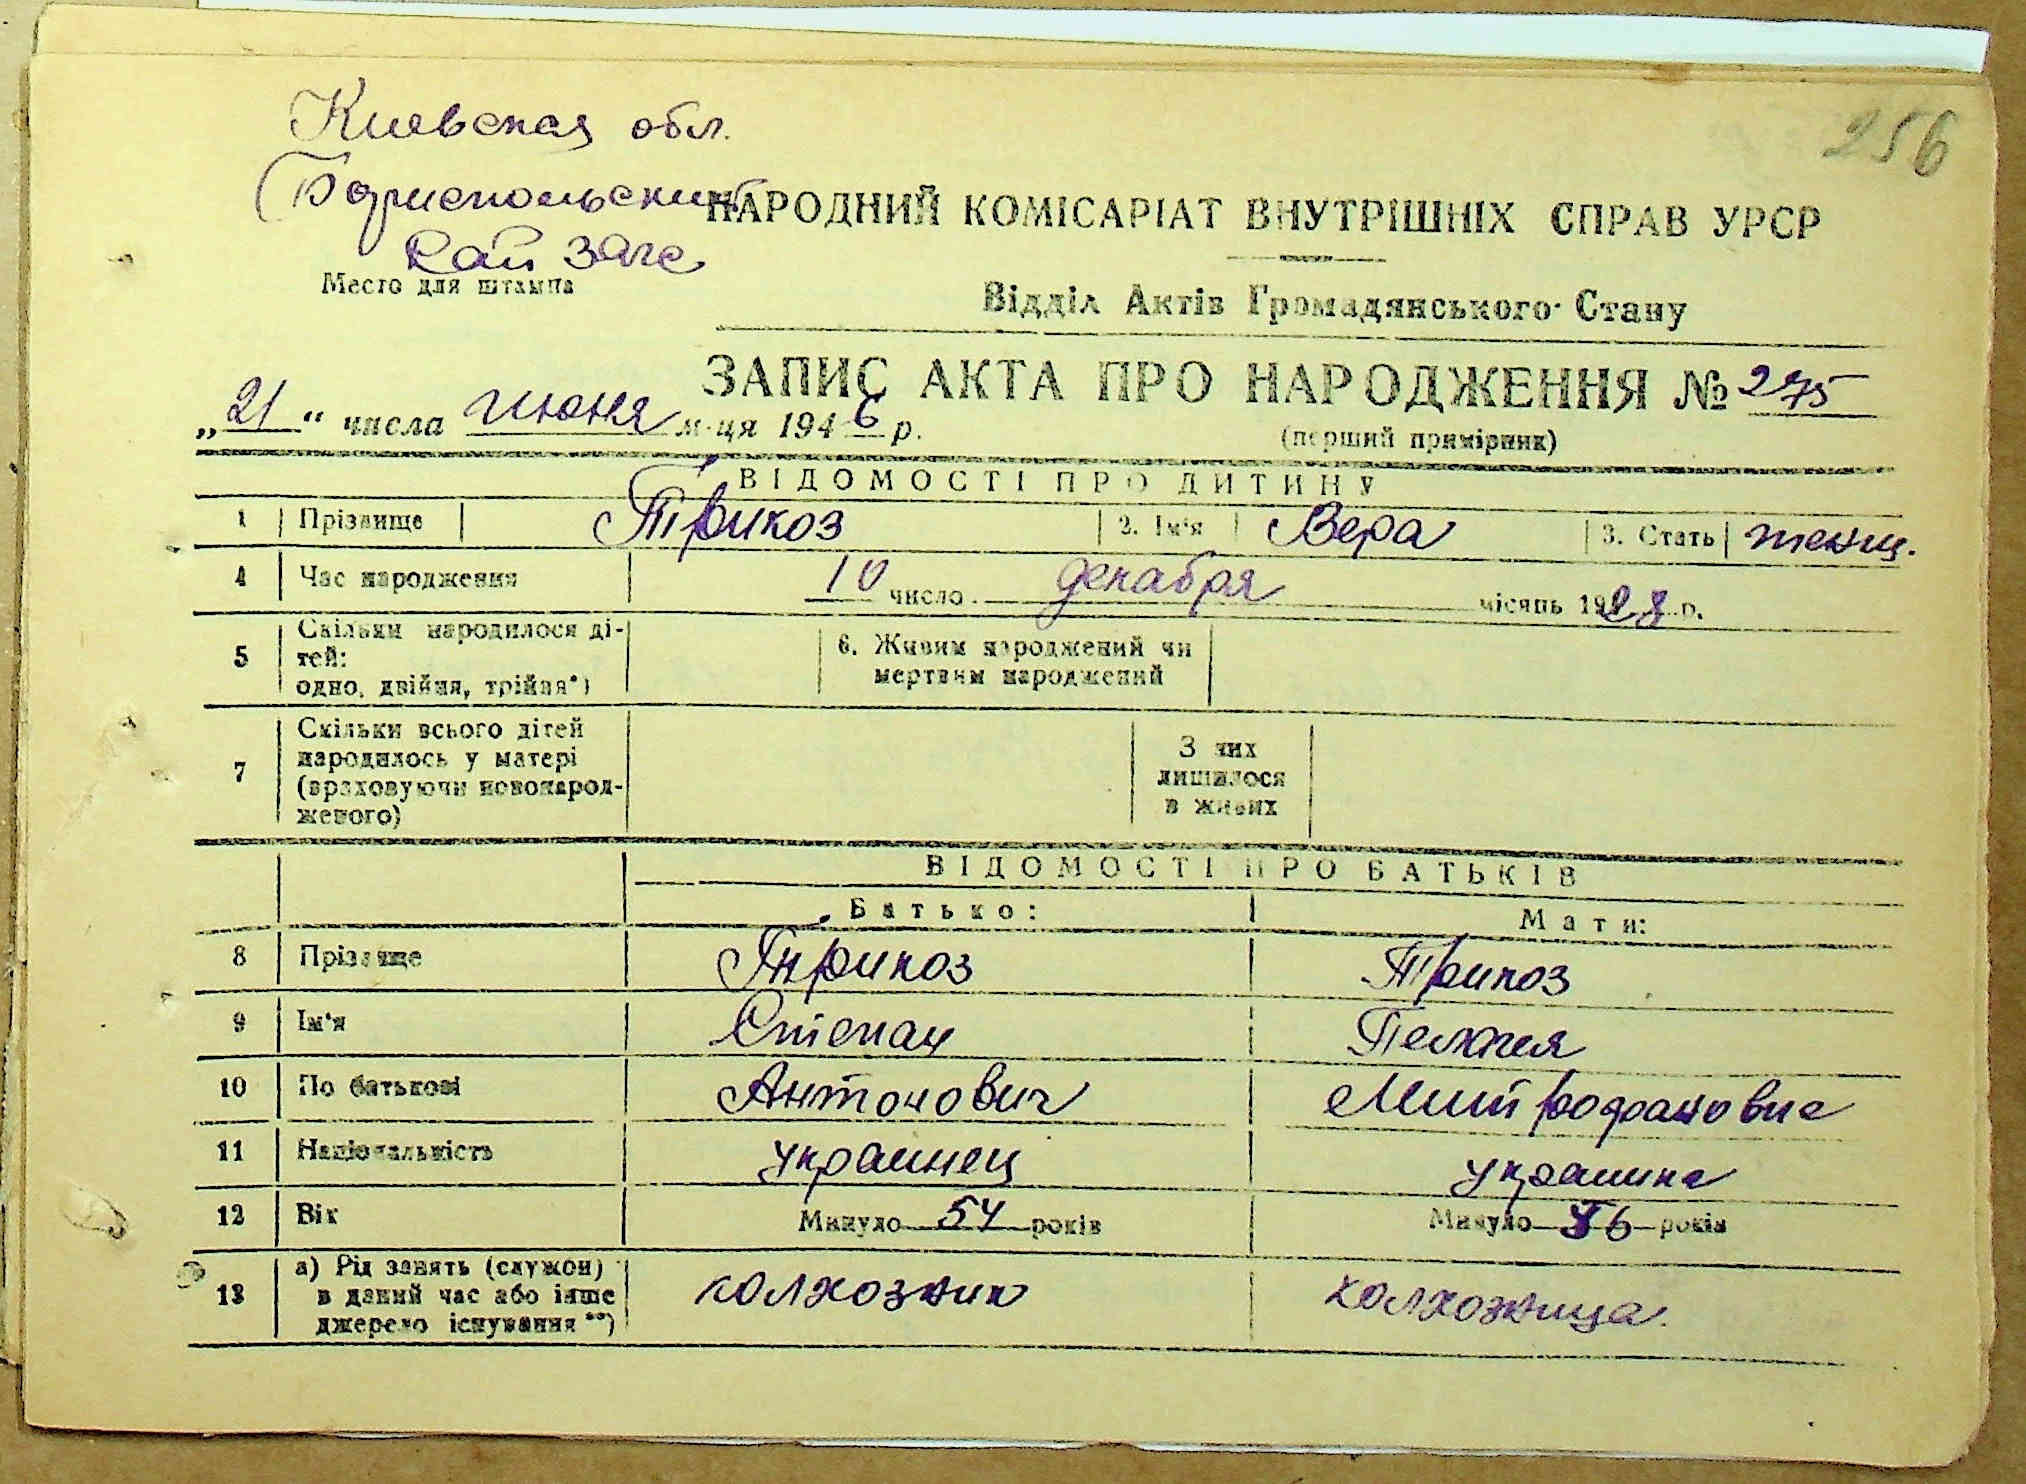 256
Киевская обл.
Бориспольский
Рай загс
Место для штампа
НАРОДНИЙ КОМІСАРІАТ ВНУТРІШНІХ СПРАВ УРСР
Відділ Актів Громадянського Стану
ЗАПИС АКТА ПРО НАРОДЖЕННЯ № 275
„21“ числа июня м-ця 1946 р.
(перший примірник)
ВІДОМОСТІ ПРО ДИТИНУ
1 Прізвище Трикоз 2. Ім'я Вера 3. Стать женщ.
4 Час народження 10 число декабря місяць 1928 р.
5 Скільки народилося ді-
тей:
одно, двійня, трійня*)
6. Живим народжений чи
мертвим народжений
7 Скільки всього дітей
народилось у матері
(враховуючи новонарод-
женого)
З них
лишилося
в живих
ВІДОМОСТІ ПРО БАТЬКІВ
Батько: Мати:
8 Прізвище Трикоз Трикоз
9 Ім'я Степан Пелагея
10 По батькові Антонович Митрофановна
11 Національність украинец украинка
12 Вік Минуло 54 років Минуло 56 років
13 а) Рід занять (служби)
в даний час або інше
джерело існування**)
колхозник колхозница.